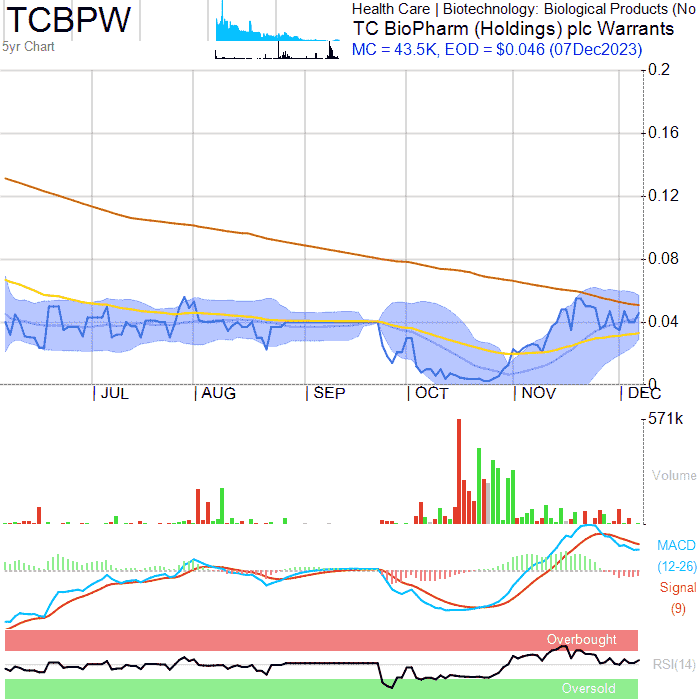 TCBPW
5yr Chart
Health Care | Biotechnology: Biological Products (No
TC BioPharm (Holdings) plc Warrants
MC = 43.5K, EOD = $0.046 (07Dec2023)
0.2
0.16
0.12
0.08
0.04
0
JUL
AUG
SEP
OCT
NOV
DEC
571k
Volume
MACD
(12-26)
Signal
(9)
Overbought
RSI(14)
Oversold